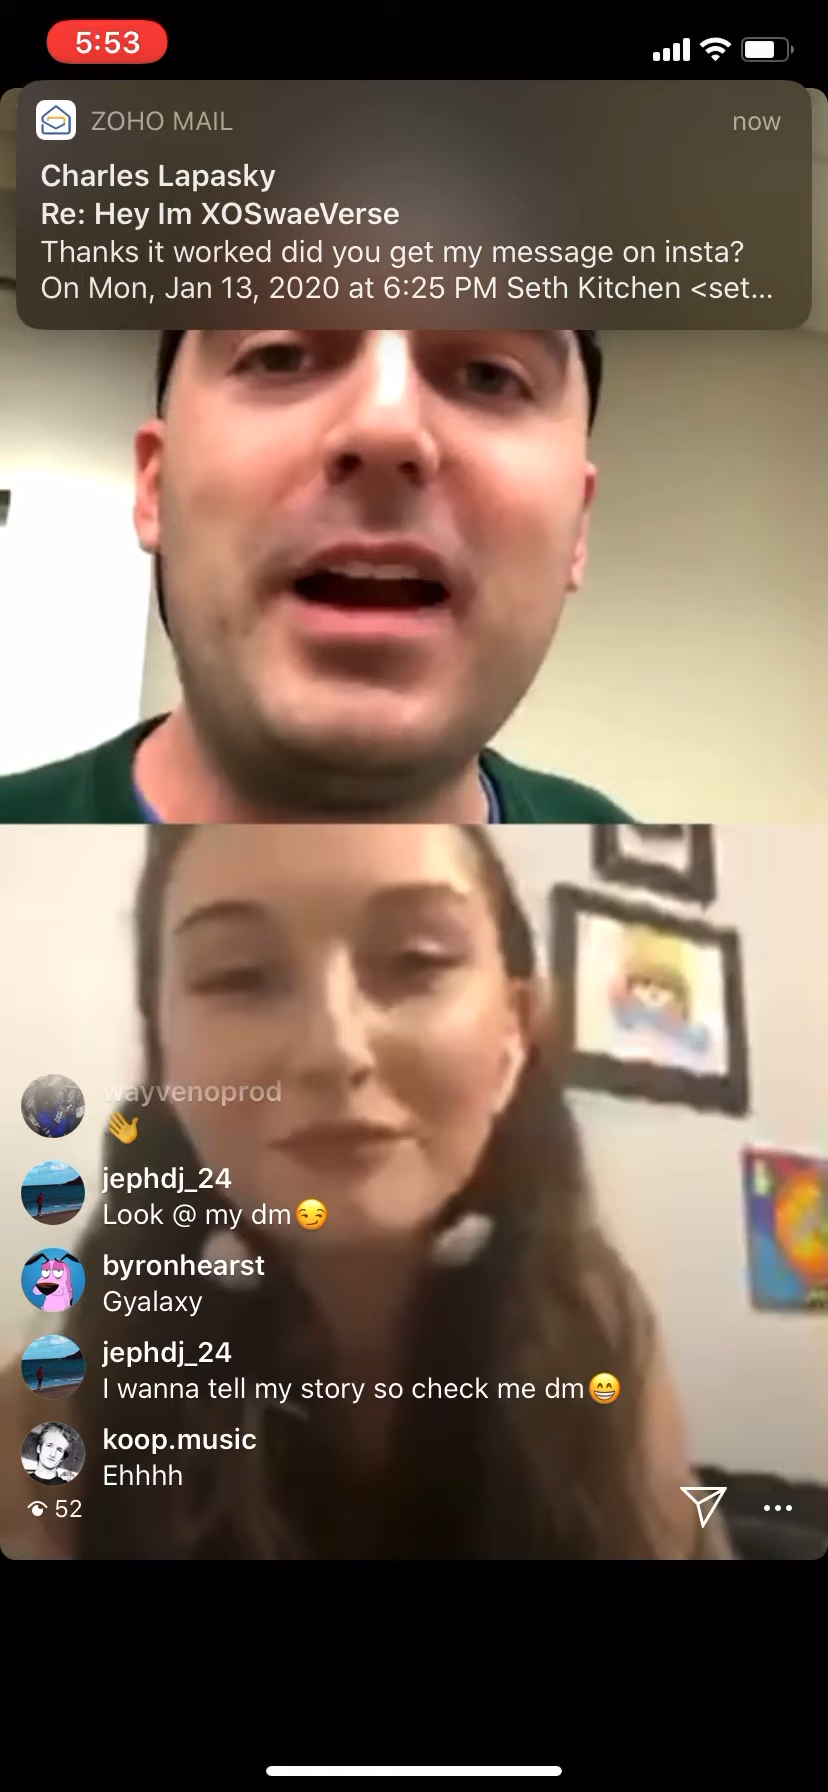 5:53
ZOHO MAIL
now
Charles Lapasky
Re: Hey Im XOSwaeVerse
Thanks it worked did you get my message on insta?
On Mon, Jan 13, 2020 at 6:25 PM Seth Kitchen <set...
wayvenoprod
👋
jephdj_24
Look @ my dm😏
byronhearst
Gyalaxy
jephdj_24
I wanna tell my story so check me dm😁
koop.music
Ehhhh
52